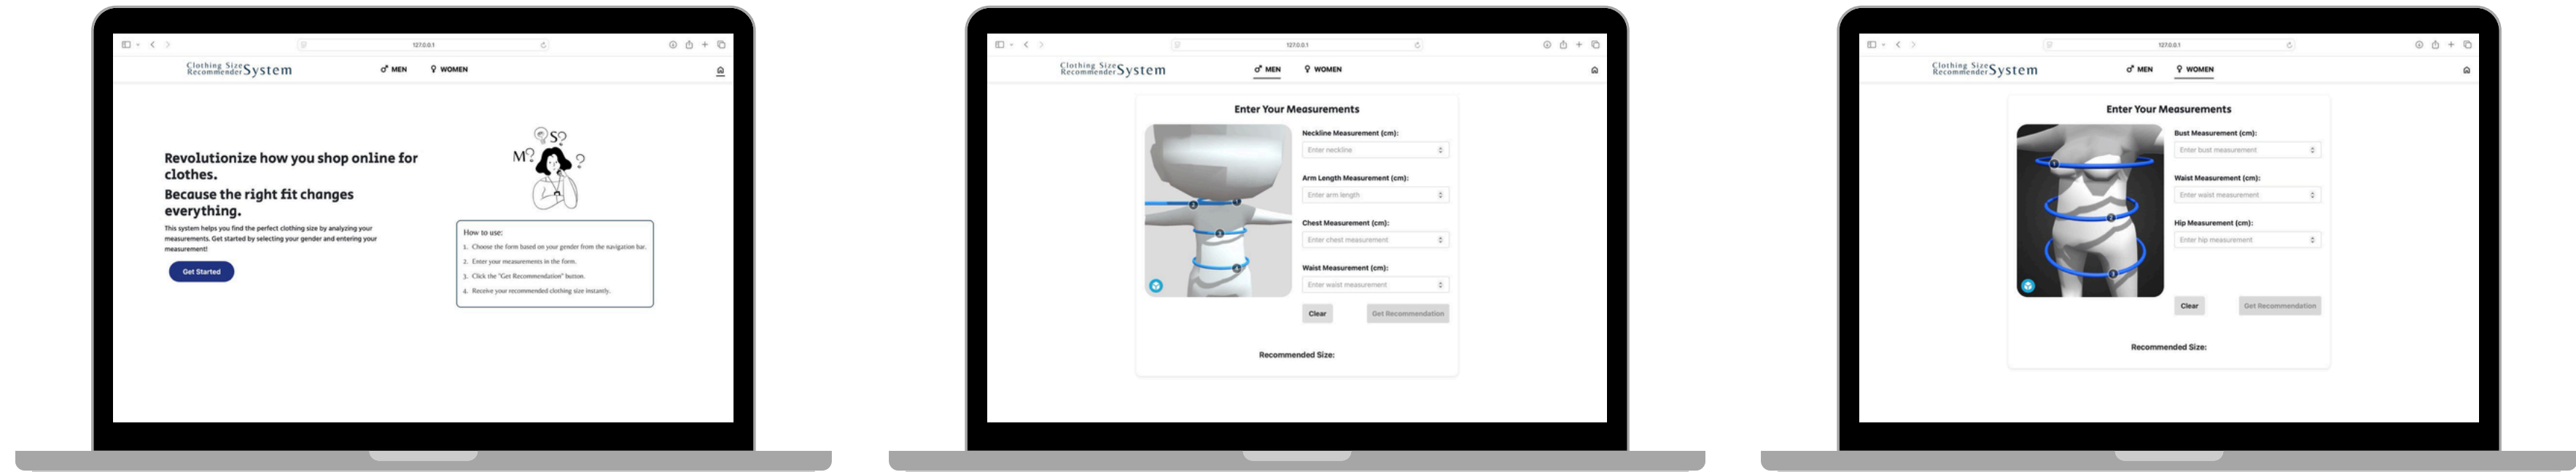 127.0.0.1
Clothing Size
Recommender System
♂ MEN
♀ WOMEN
Revolutionize how you shop online for
clothes.
Because the right fit changes
everything.
This system helps you find the perfect clothing size by analyzing your
measurements. Get started by selecting your gender and entering your
measurement!
Get Started
S?
M?
?
How to use:
1. Choose the form based on your gender from the navigation bar.
2. Enter your measurements in the form.
3. Click the "Get Recommendation" button.
4. Receive your recommended clothing size instantly.
127.0.0.1
Clothing Size
Recommender System
♂ MEN
♀ WOMEN
Enter Your Measurements
Neckline Measurement (cm):
Enter neckline
Arm Length Measurement (cm):
Enter arm length
Chest Measurement (cm):
Enter chest measurement
Waist Measurement (cm):
Enter waist measurement
Clear
Get Recommendation
Recommended Size:
127.0.0.1
Clothing Size
Recommender System
♂ MEN
♀ WOMEN
Enter Your Measurements
1
2
3
Bust Measurement (cm):
Enter bust measurement
Waist Measurement (cm):
Enter waist measurement
Hip Measurement (cm):
Enter hip measurement
Clear
Get Recommendation
Recommended Size: